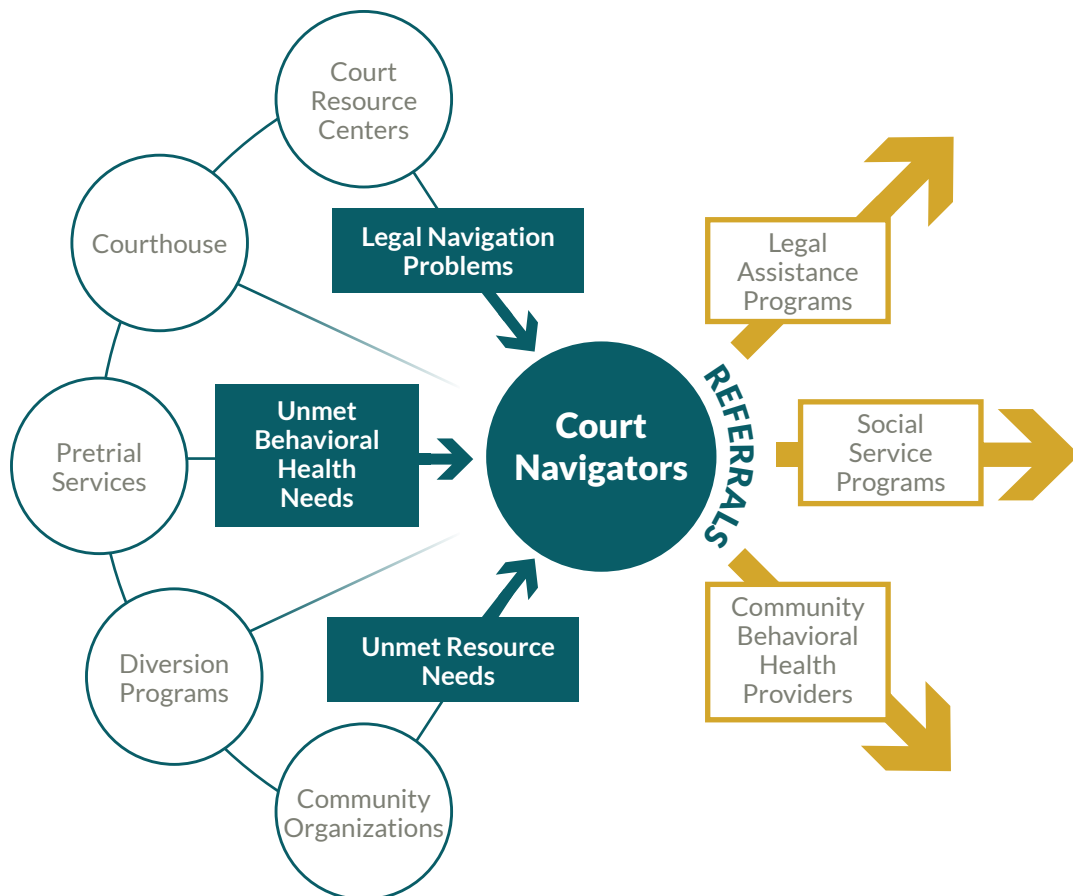 Court
Resource
Centers
Courthouse
Pretrial
Services
Diversion
Programs
Community
Organizations
Legal Navigation
Problems
Unmet
Behavioral
Health
Needs
Unmet Resource
Needs
Court
Navigators
REFERRALS
Legal
Assistance
Programs
Social
Service
Programs
Community
Behavioral
Health
Providers